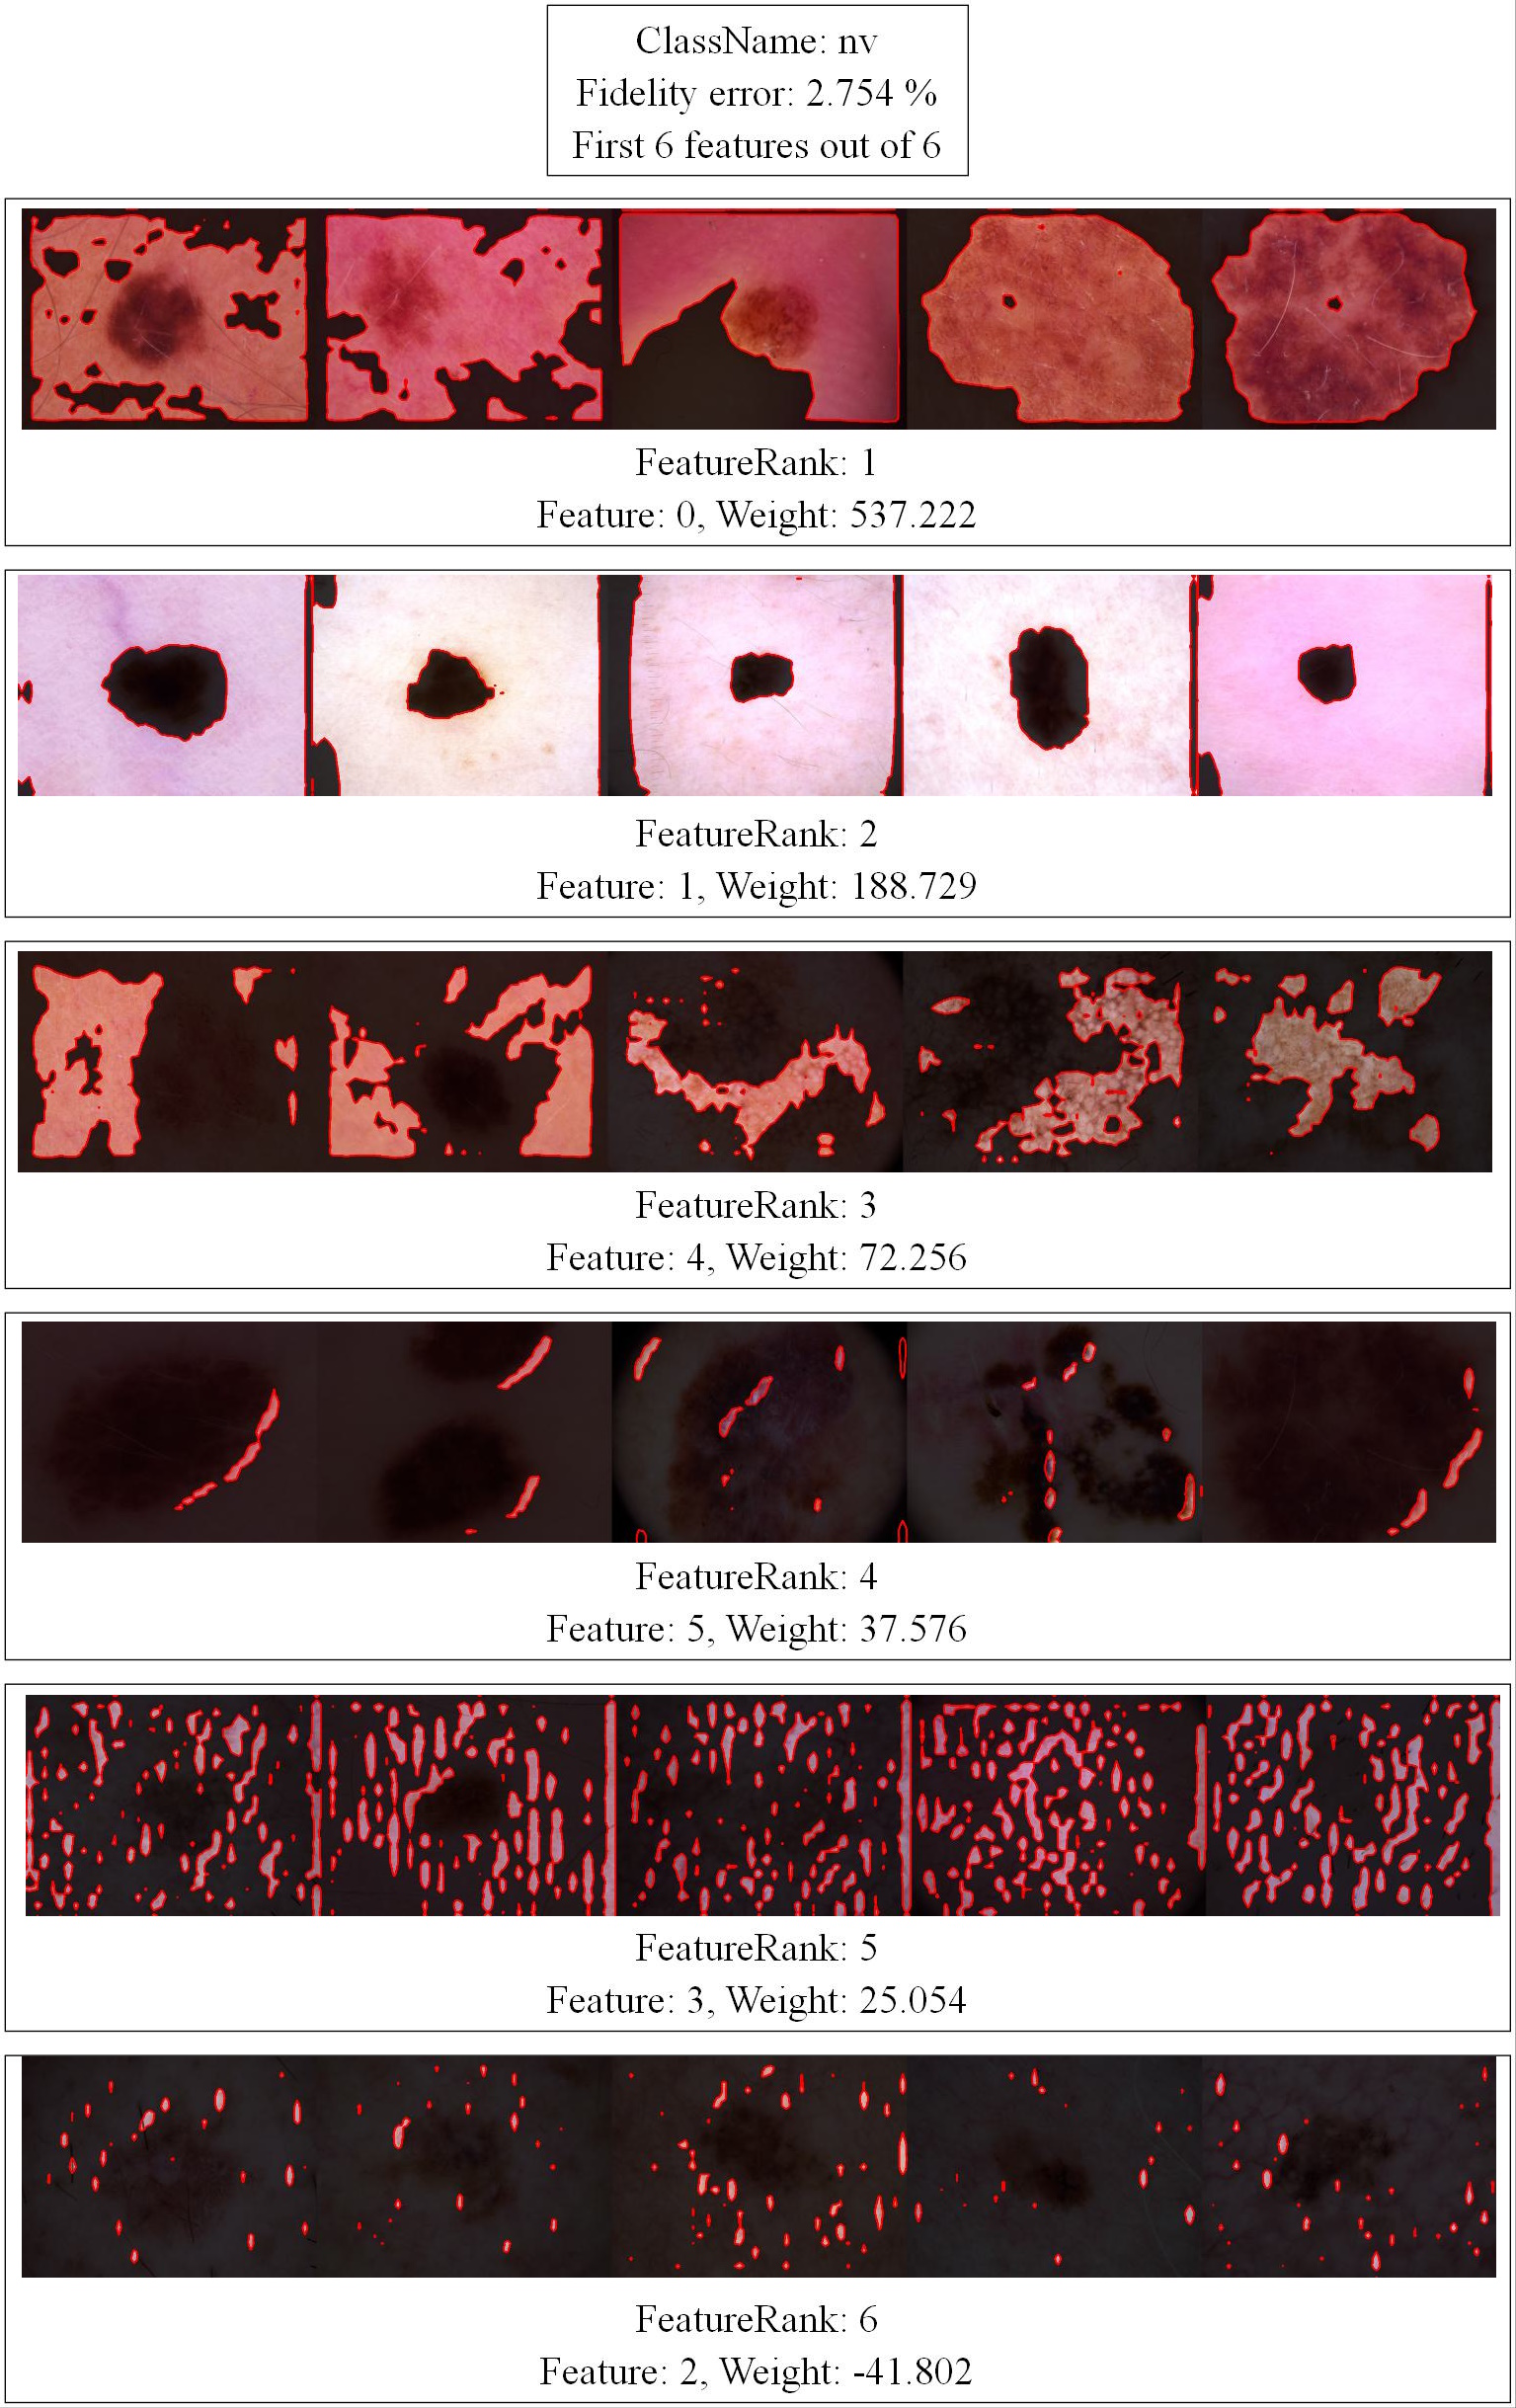 ClassName: nv
Fidelity error: 2.754 %
First 6 features out of 6
FeatureRank: 1
Feature: 0, Weight: 537.222
FeatureRank: 2
Feature: 1, Weight: 188.729
FeatureRank: 3
Feature: 4, Weight: 72.256
FeatureRank: 4
Feature: 5, Weight: 37.576
FeatureRank: 5
Feature: 3, Weight: 25.054
FeatureRank: 6
Feature: 2, Weight: -41.802